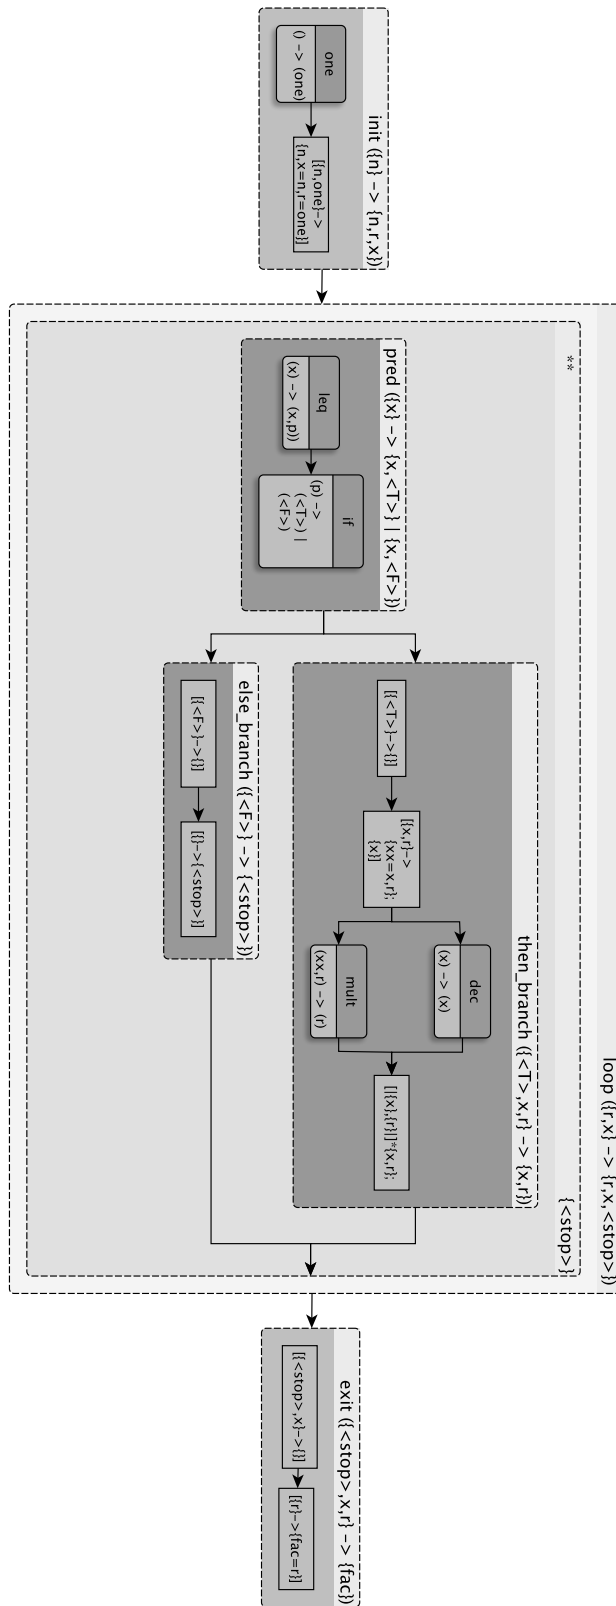 init ({n} -> {n,r,x})
one
() -> (one)
[{n,one}->
{n,x=n,r=one}]
loop ({r,x} -> {r,x,<stop>})
**
{<stop>}
pred ({x} -> {x,<T>} | {x,<F>})
leq
(x) -> (x,p))
if
(p) ->
(<T>) |
(<F>)
then_branch ({<T>,x,r} -> {x,r})
[{<T>}->{}]
[{x,r}->
{xx=x,r};
{x}]
dec
(x) -> (x)
mult
(xx,r) -> (r)
[|{x},{r}|]*{x,r};
else_branch ({<F>} -> {<stop>})
[{<F>}->{}]
[{}->{<stop>}]
exit ({<stop>,x,r} -> {fac})
[{<stop>,x}->{}]
[{r}->{fac=r}]